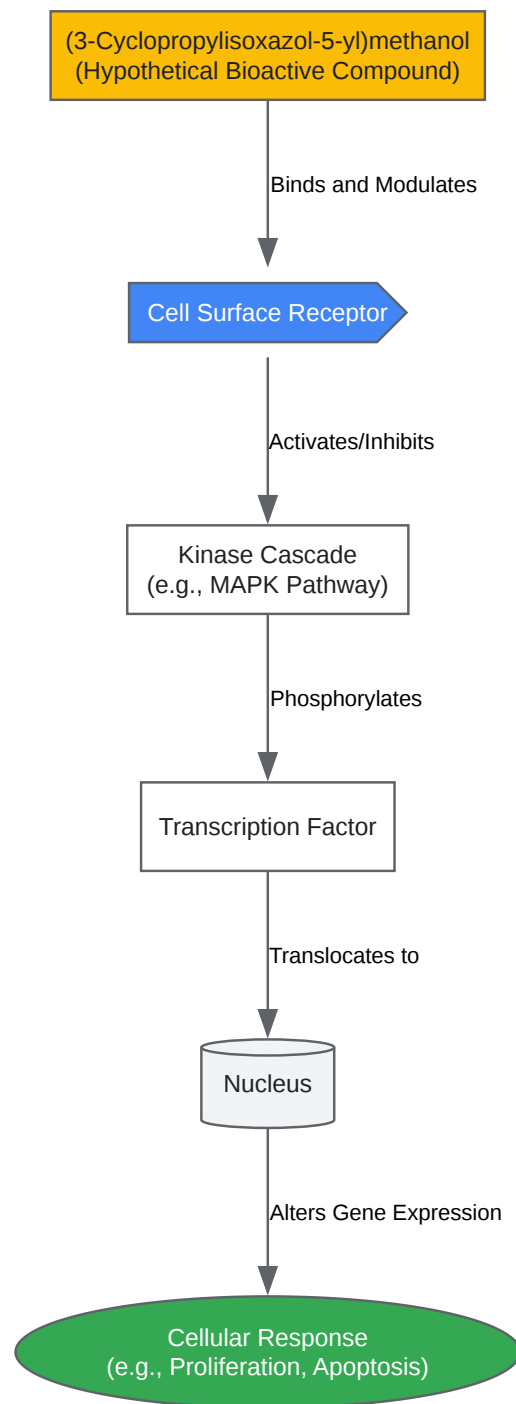 (3-Cyclopropylisoxazol-5-yl)methanol
(Hypothetical Bioactive Compound)
Binds and Modulates
Cell Surface Receptor
Activates/Inhibits
Kinase Cascade
(e.g., MAPK Pathway)
Phosphorylates
Transcription Factor
Translocates to
Nucleus
Alters Gene Expression
Cellular Response
(e.g., Proliferation, Apoptosis)